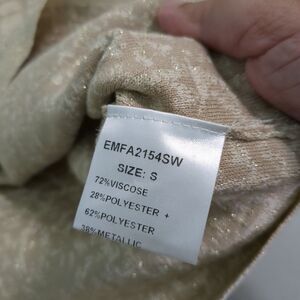 EMFA2154SW
SIZE: S
72%VISCOSE
28%POLYESTER +
62%POLYESTER
38%METALLIC